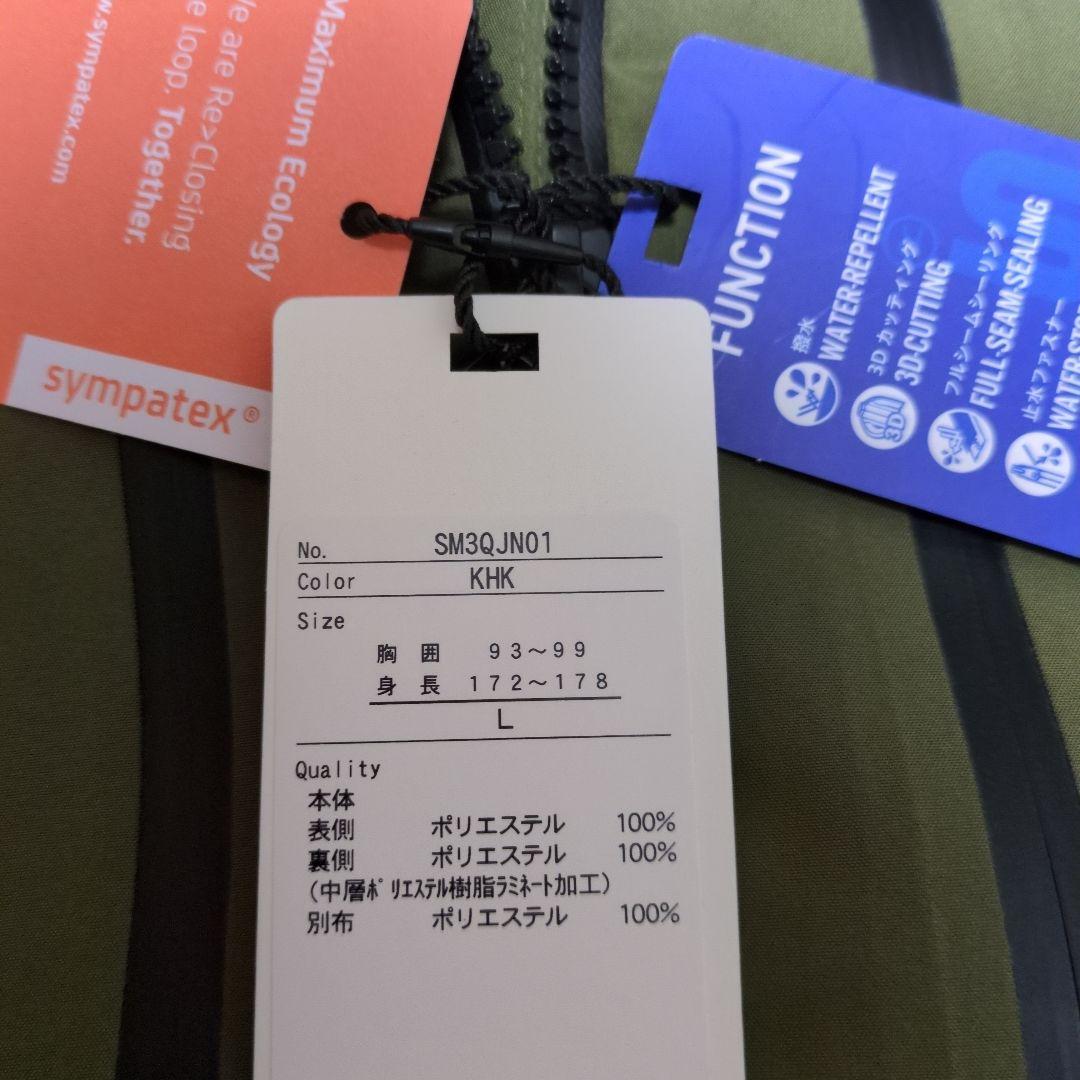 Maximum Ecology
are Re>Closing
loop. Together.
sympatex.com
sympatex®
FUNCTION
撥水
WATER-REPELLENT
3Dカッティング
3D-CUTTING
3D
フルシームシーリング
FULL-SEAM-SEALING
止水ファスナー
No. SM3QJN01
Color KHK
Size
胸囲 93～99
身長 172～178
L
Quality
本体
表側 ポリエステル 100%
裏側 ポリエステル 100%
(中層ﾎﾟﾘｴｽﾃﾙ樹脂ﾗﾐﾈｰﾄ加工)
別布 ポリエステル 100%